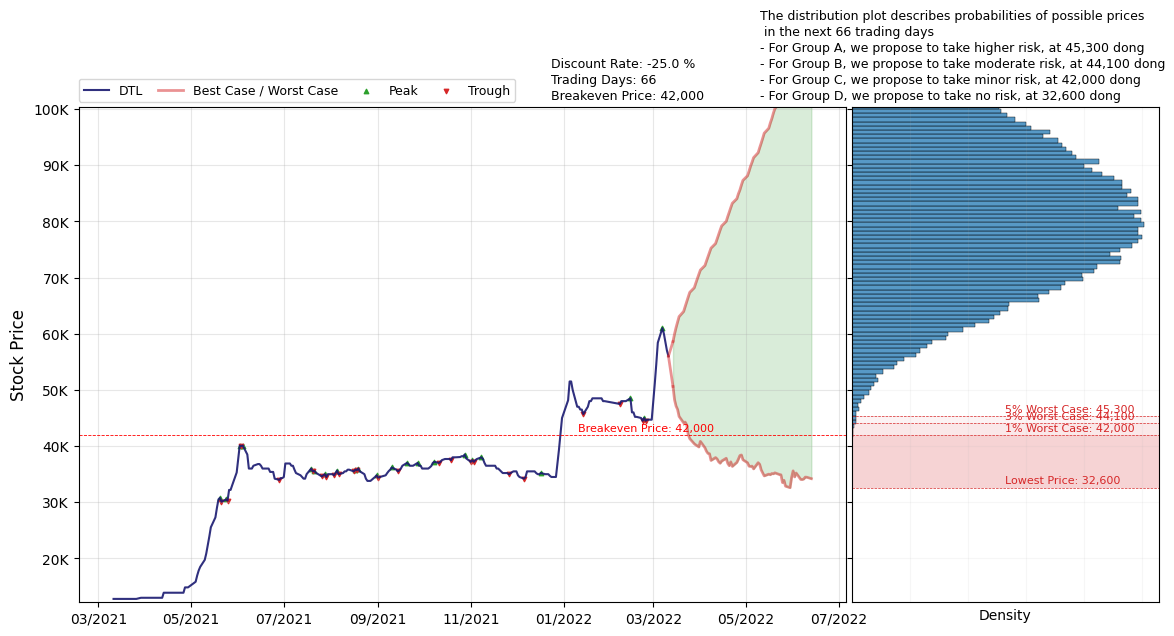 The distribution plot describes probabilities of possible prices
in the next 66 trading days
- For Group A, we propose to take higher risk, at 45,300 dong
- For Group B, we propose to take moderate risk, at 44,100 dong
- For Group C, we propose to take minor risk, at 42,000 dong
- For Group D, we propose to take no risk, at 32,600 dong
Discount Rate: -25.0 %
Trading Days: 66
Breakeven Price: 42,000
DTL
Best Case / Worst Case
Peak
Trough
Stock Price
100K
90K
80K
70K
60K
50K
40K
30K
20K
Breakeven Price: 42,000
5% Worst Case: 45,300
3% Worst Case: 44,100
1% Worst Case: 42,000
Lowest Price: 32,600
03/2021
05/2021
07/2021
09/2021
11/2021
01/2022
03/2022
05/2022
07/2022
Density